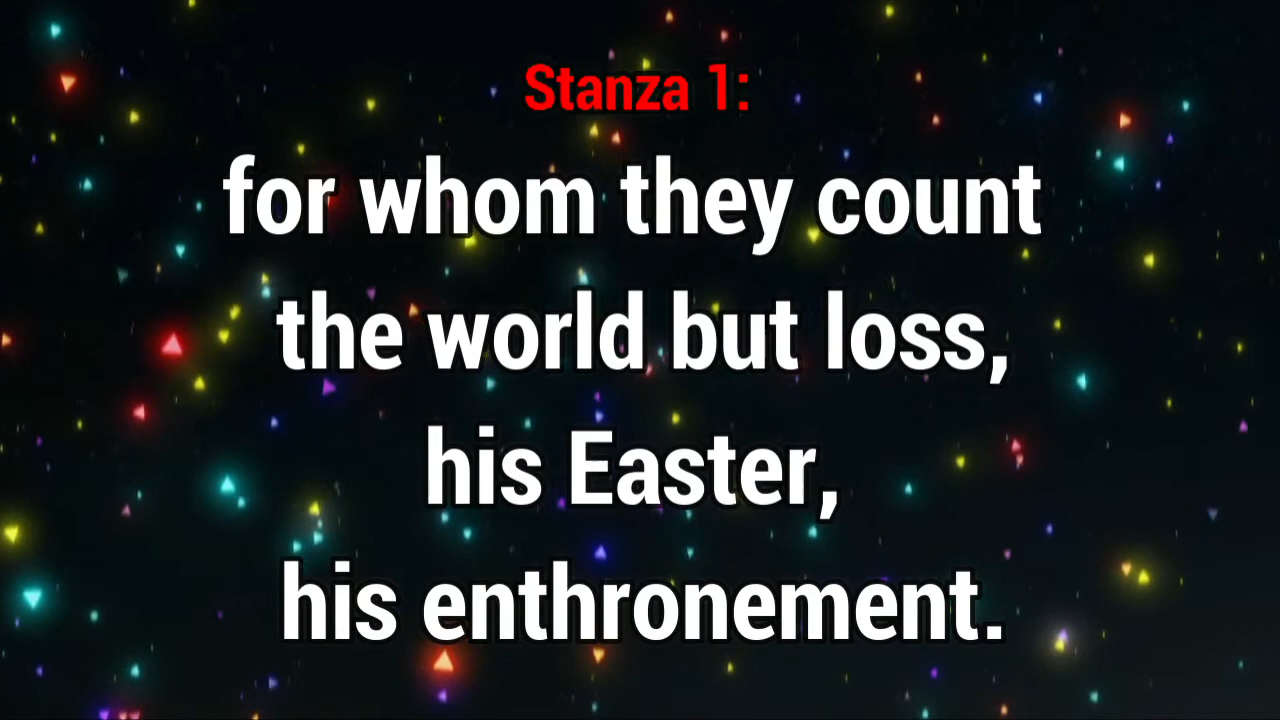 Stanza 1:
for whom they count
the world but loss,
his Easter,
his enthronement.